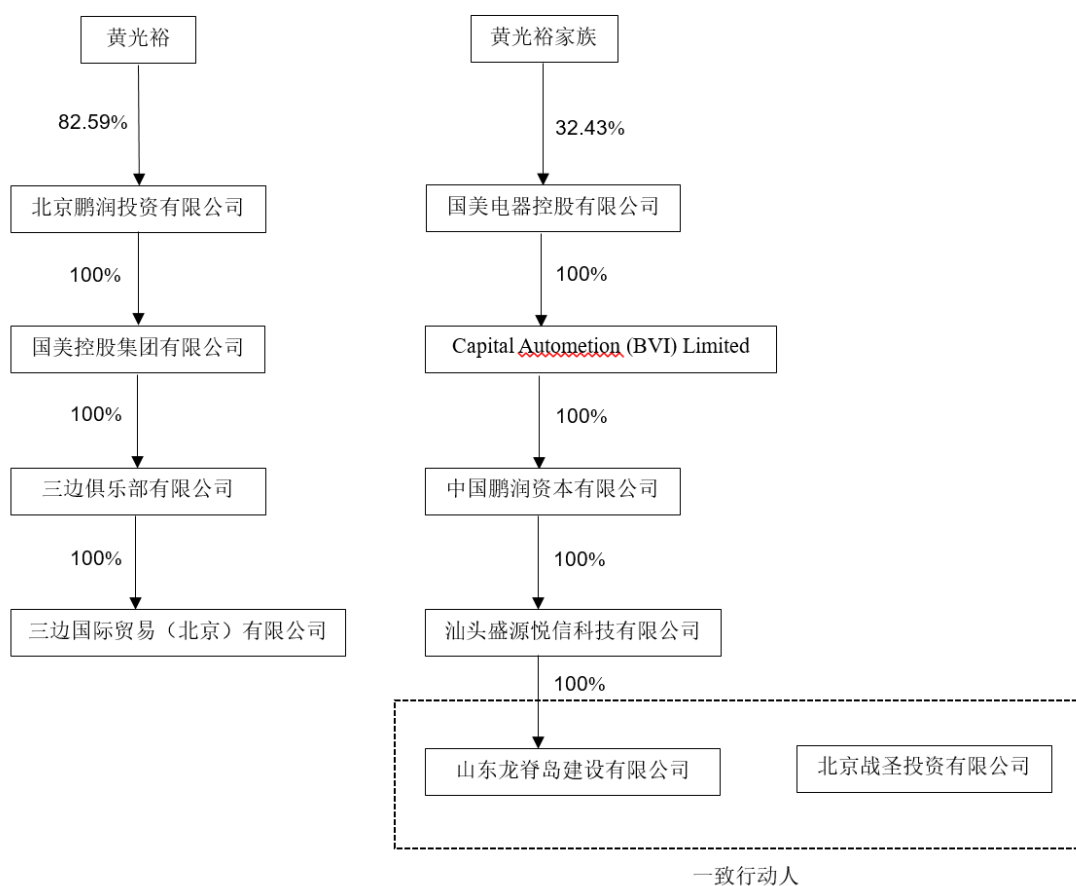 黄光裕
黄光裕家族
82.59%
32.43%
北京鹏润投资有限公司
国美电器控股有限公司
100%
100%
国美控股集团有限公司
Capital Autometion (BVI) Limited
100%
100%
三边俱乐部有限公司
中国鹏润资本有限公司
100%
100%
三边国际贸易（北京）有限公司
汕头盛源悦信科技有限公司
100%
山东龙脊岛建设有限公司
北京战圣投资有限公司
一致行动人